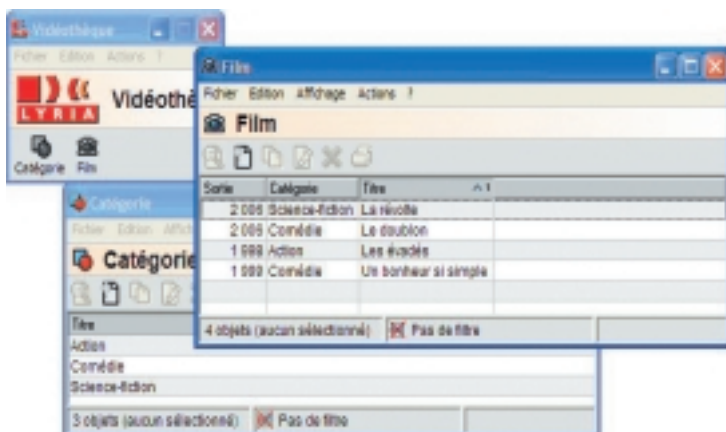 Vidéothèque
Fichier Edition Actions ?
LYRIA
Vidéothè
Catégorie Film
Film
Fichier Edition Affichage Actions ?
Film
Sortie Catégorie Titre 1
2 006 Science-fiction La révolte
2 006 Comédie Le doublon
1 999 Action Les évadés
1 999 Comédie Un bonheur si simple
4 objets (aucun sélectionné) Pas de filtre
Catégorie
Fichier Edition Affich
Catégorie
Titre
Action
Comédie
Science-fiction
3 objets (aucun sélectionné) Pas de filtre